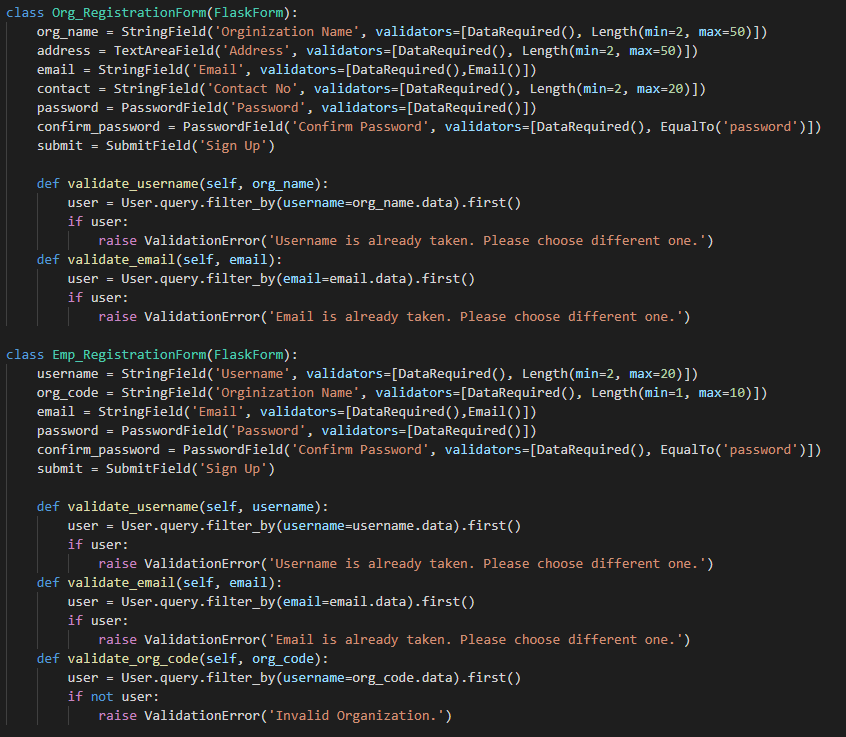 class Org_RegistrationForm(FlaskForm):
    org_name = StringField('Orginization Name', validators=[DataRequired(), Length(min=2, max=50)])
    address = TextAreaField('Address', validators=[DataRequired(), Length(min=2, max=50)])
    email = StringField('Email', validators=[DataRequired(),Email()])
    contact = StringField('Contact No', validators=[DataRequired(), Length(min=2, max=20)])
    password = PasswordField('Password', validators=[DataRequired()])
    confirm_password = PasswordField('Confirm Password', validators=[DataRequired(), EqualTo('password')])
    submit = SubmitField('Sign Up')

    def validate_username(self, org_name):
        user = User.query.filter_by(username=org_name.data).first()
        if user:
            raise ValidationError('Username is already taken. Please choose different one.')
    def validate_email(self, email):
        user = User.query.filter_by(email=email.data).first()
        if user:
            raise ValidationError('Email is already taken. Please choose different one.')

class Emp_RegistrationForm(FlaskForm):
    username = StringField('Username', validators=[DataRequired(), Length(min=2, max=20)])
    org_code = StringField('Orginization Name', validators=[DataRequired(), Length(min=1, max=10)])
    email = StringField('Email', validators=[DataRequired(),Email()])
    password = PasswordField('Password', validators=[DataRequired()])
    confirm_password = PasswordField('Confirm Password', validators=[DataRequired(), EqualTo('password')])
    submit = SubmitField('Sign Up')

    def validate_username(self, username):
        user = User.query.filter_by(username=username.data).first()
        if user:
            raise ValidationError('Username is already taken. Please choose different one.')
    def validate_email(self, email):
        user = User.query.filter_by(email=email.data).first()
        if user:
            raise ValidationError('Email is already taken. Please choose different one.')
    def validate_org_code(self, org_code):
        user = User.query.filter_by(username=org_code.data).first()
        if not user:
            raise ValidationError('Invalid Organization.')